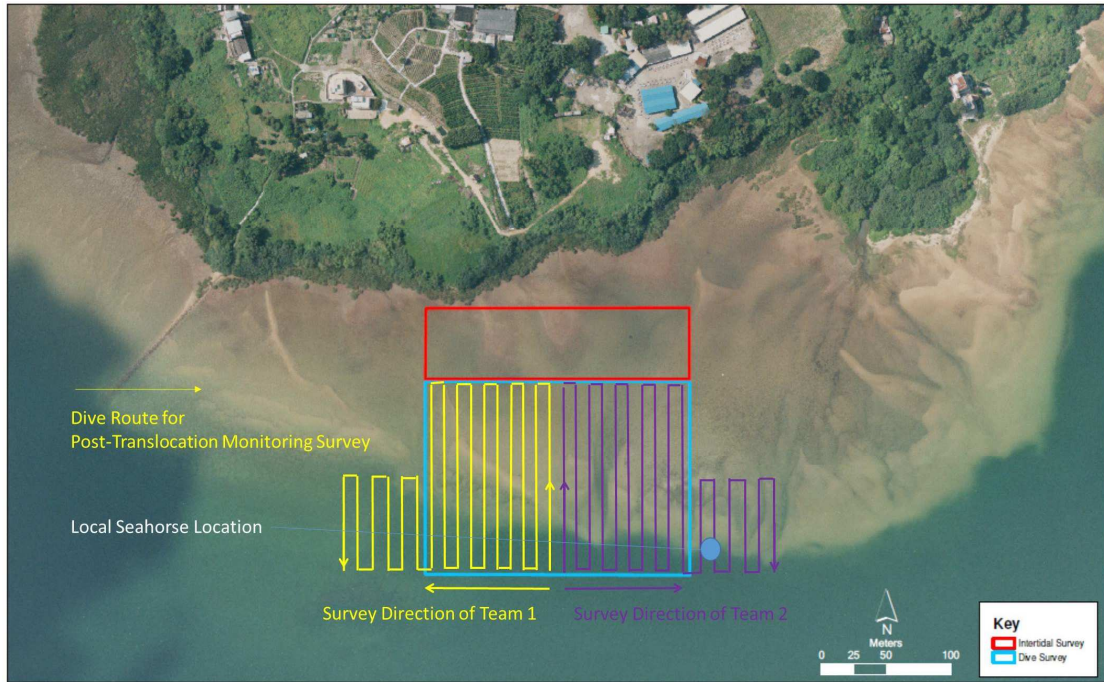 Dive Route for
Post-Translocation Monitoring Survey
Local Seahorse Location
Survey Direction of Team 1
Survey Direction of Team 2
N
Meters
0 25 50 100
Key
Intertidal Survey
Dive Survey